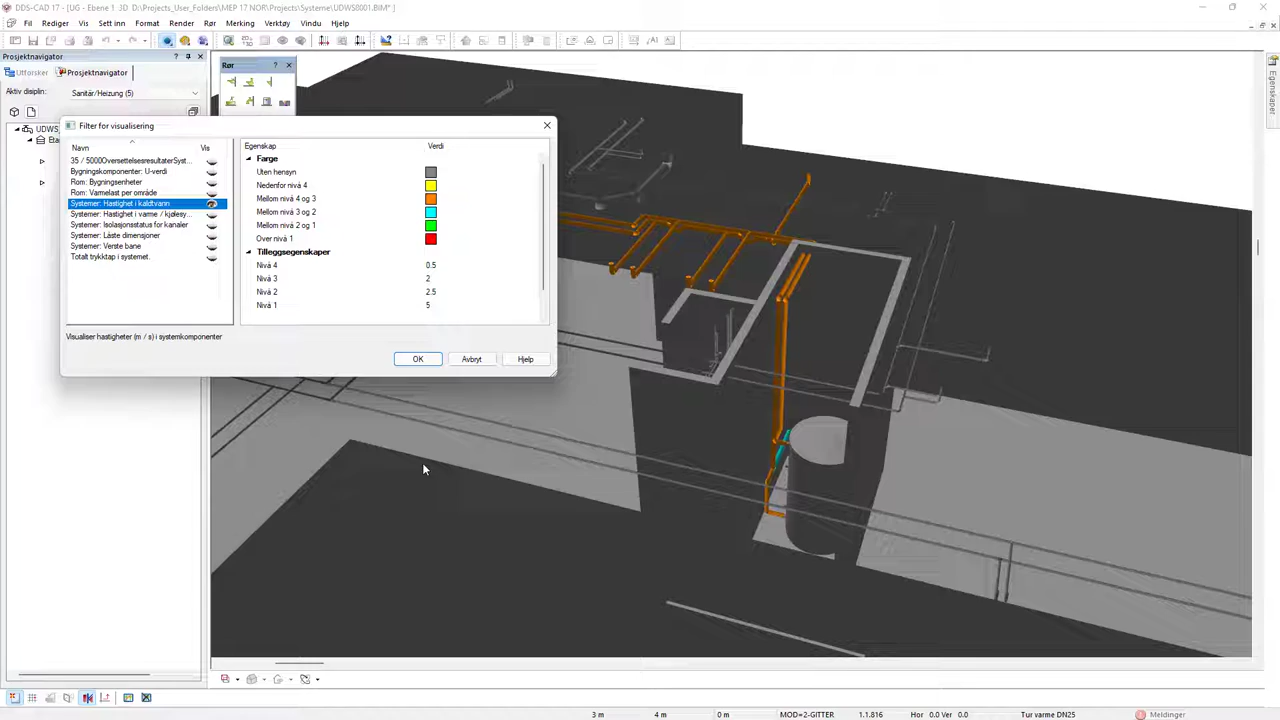 DDS-CAD 17 - [UG - Ebene 1  3D  D:\Projects_User_Folders\MEP 17 NOR\Projects\Systeme\UDWS0001.BIM* :]
Fil Rediger Vis Sett inn Format Render Rør Merking Verktøy Vindu Hjelp
Prosjektnavigator
Utforsker Prosjektnavigator
Aktiv disiplin: Sanitär/Heizung (5)
UDWS
Eta
Rør
Egenskaper
Filter for visualisering
Navn Vis
35 / 5000OversettelsesresultaterSyst...
Bygningskomponenter: U-verdi
Rom: Bygningsenheter
Rom: Varmelast per område
Systemer: Hastighet i kaldtvann
Systemer: Hastighet i varme / kjølesy...
Systemer: Isolasjonsstatus for kanaler
Systemer: Låste dimensjoner
Systemer: Verste bane
Totalt trykktap i systemet.
Egenskap Verdi
Farge
Uten hensyn
Nedenfor nivå 4
Mellom nivå 4 og 3
Mellom nivå 3 og 2
Mellom nivå 2 og 1
Over nivå 1
Tilleggsegenskaper
Nivå 4 0.5
Nivå 3 2
Nivå 2 2.5
Nivå 1 5
Visualiser hastigheter (m / s) i systemkomponenter
OK Avbryt Hjelp
3 m 4 m 0 m MOD=2-GITTER 1.1.816 Hor 0.0 Ver 0.0 Tur varme DN25 Meldinger